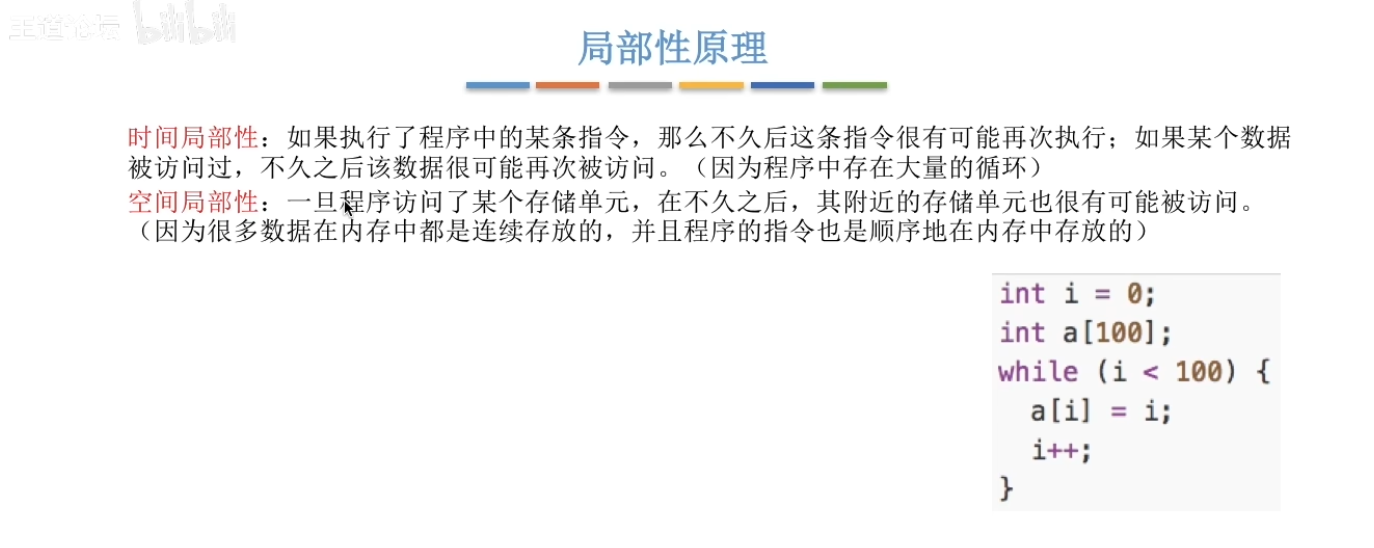 王道论坛 bilibili
局部性原理
时间局部性：如果执行了程序中的某条指令，那么不久后这条指令很有可能再次执行；如果某个数据
被访问过，不久之后该数据很可能再次被访问。（因为程序中存在大量的循环）
空间局部性：一旦程序访问了某个存储单元，在不久之后，其附近的存储单元也很有可能被访问。
（因为很多数据在内存中都是连续存放的，并且程序的指令也是顺序地在内存中存放的）
int i = 0;
int a[100];
while (i < 100) {
  a[i] = i;
  i++;
}